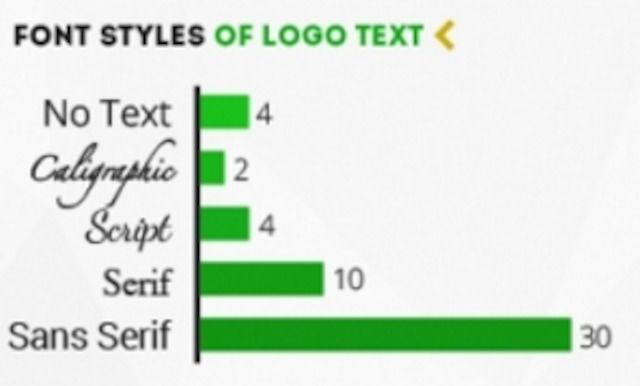 FONT STYLES OF LOGO TEXT
No Text 4
Caligraphic 2
Script 4
Serif 10
Sans Serif 30